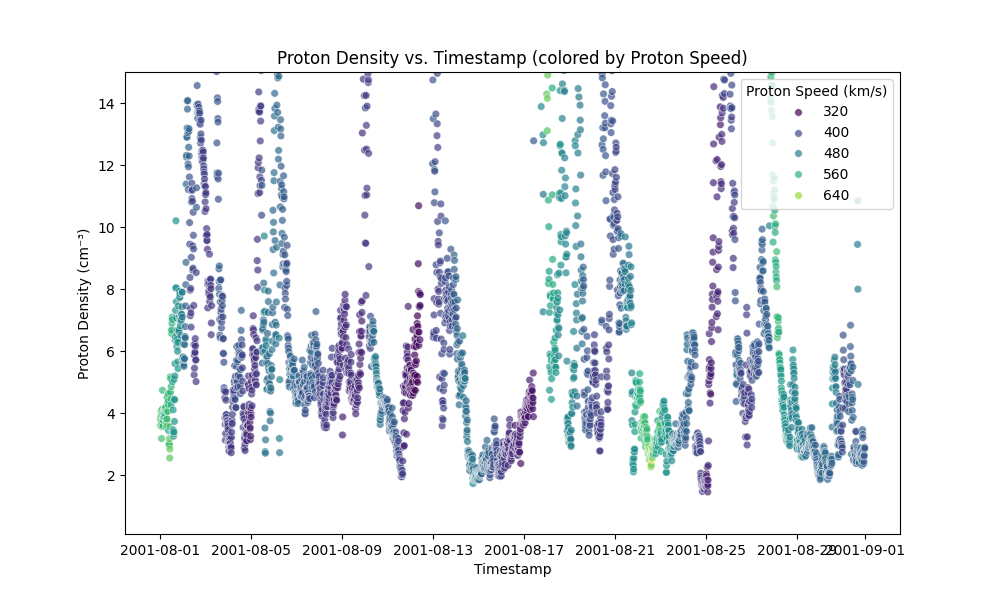 Proton Density vs. Timestamp (colored by Proton Speed)
Proton Density (cm⁻³)
14
12
10
8
6
4
2
Proton Speed (km/s)
320
400
480
560
640
2001-08-01 2001-08-05 2001-08-09 2001-08-13 2001-08-17 2001-08-21 2001-08-25 2001-08-29 2001-09-01
Timestamp